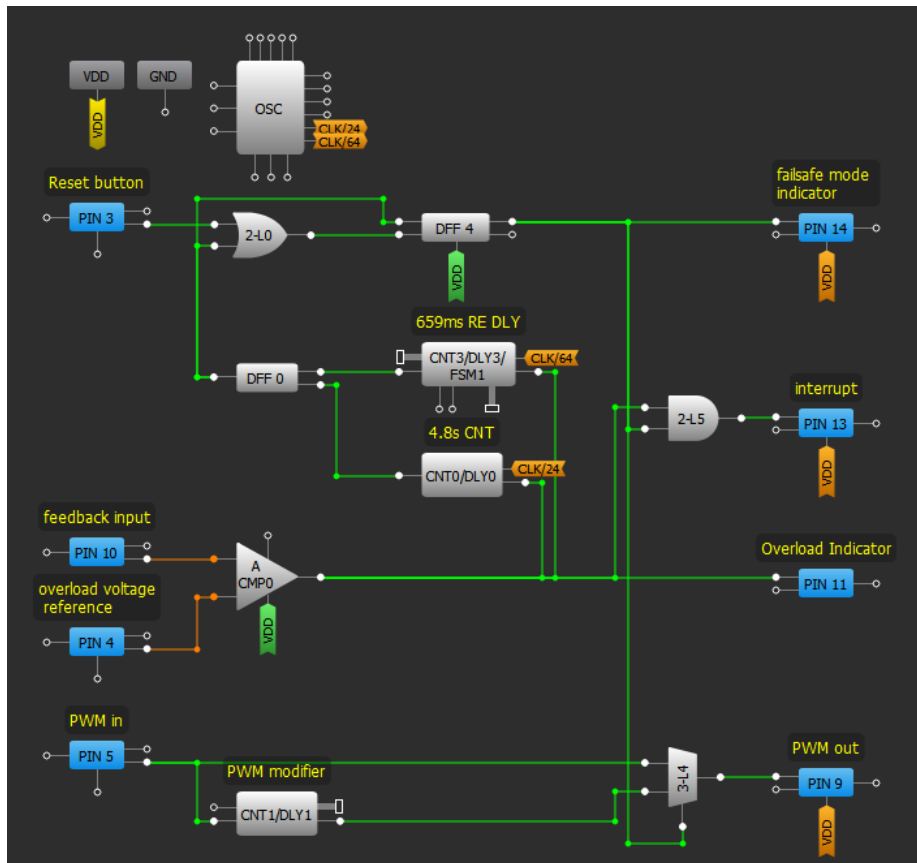 VDD
GND
OSC
VDD
CLK/24
CLK/64
Reset button
PIN 3
2-L0
DFF 4
VDD
failsafe mode
indicator
PIN 14
VDD
659ms RE DLY
DFF 0
CNT3/DLY3/
FSM1
CLK/64
4.8s CNT
CNT0/DLY0
CLK/24
2-L5
interrupt
PIN 13
VDD
feedback input
PIN 10
overload voltage
reference
PIN 4
A
CMP0
VDD
Overload Indicator
PIN 11
PWM in
PIN 5
PWM modifier
CNT1/DLY1
3-L4
PWM out
PIN 9
VDD